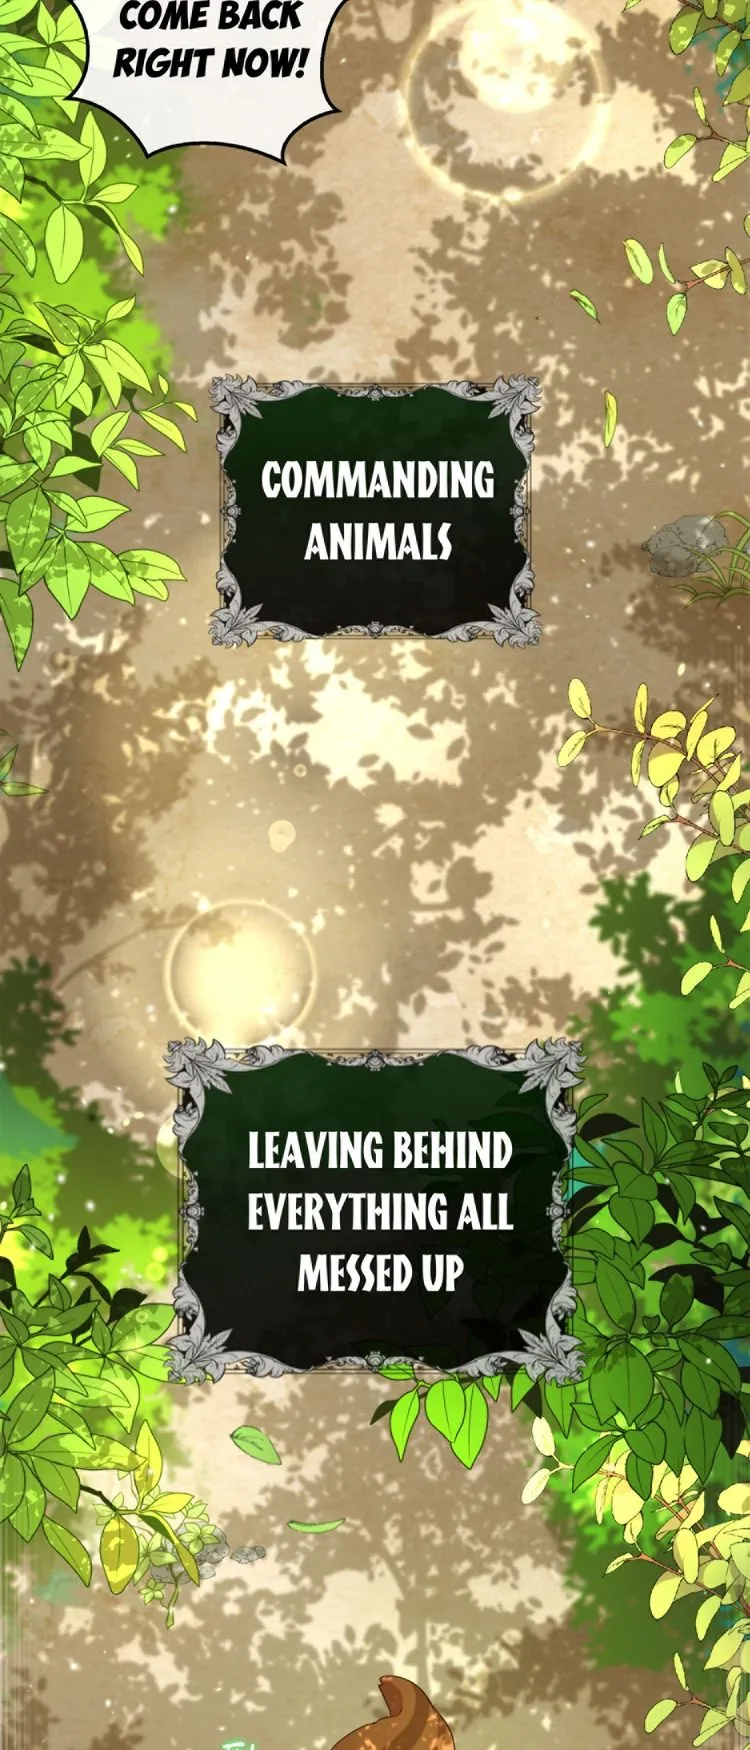 COME BACK
RIGHT NOW!
COMMANDING
ANIMALS
LEAVING BEHIND
EVERYTHING ALL
MESSED UP